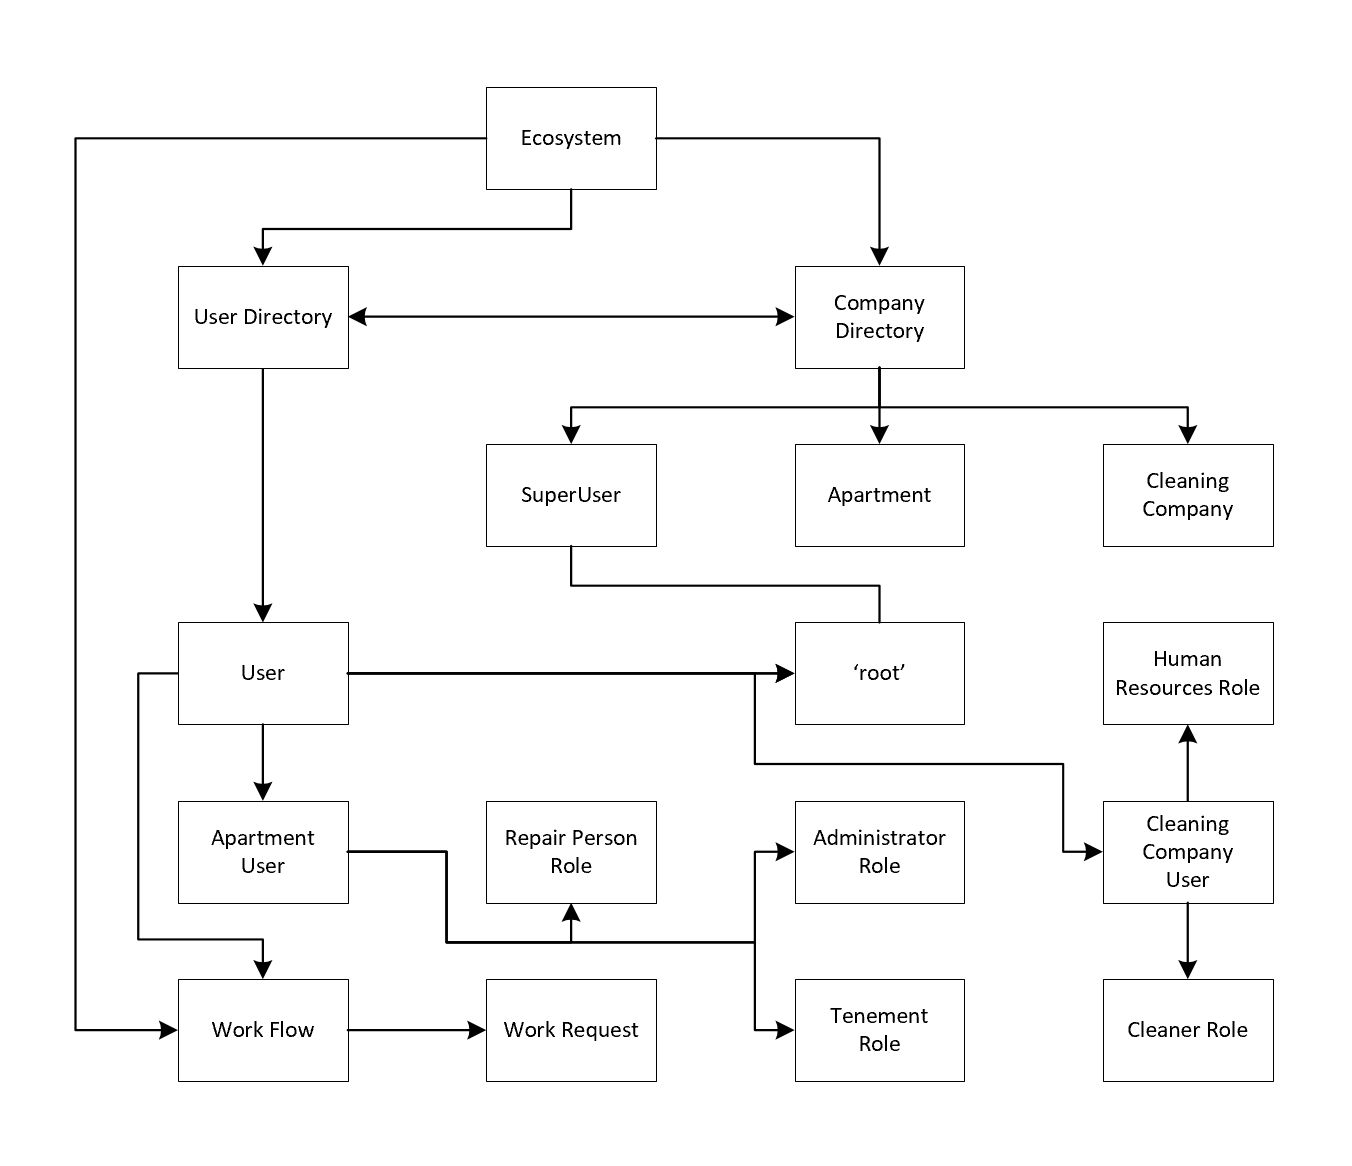 Ecosystem
User Directory
Company
Directory
SuperUser
Apartment
Cleaning
Company
User
‘root’
Human
Resources Role
Apartment
User
Repair Person
Role
Administrator
Role
Cleaning
Company
User
Work Flow
Work Request
Tenement
Role
Cleaner Role